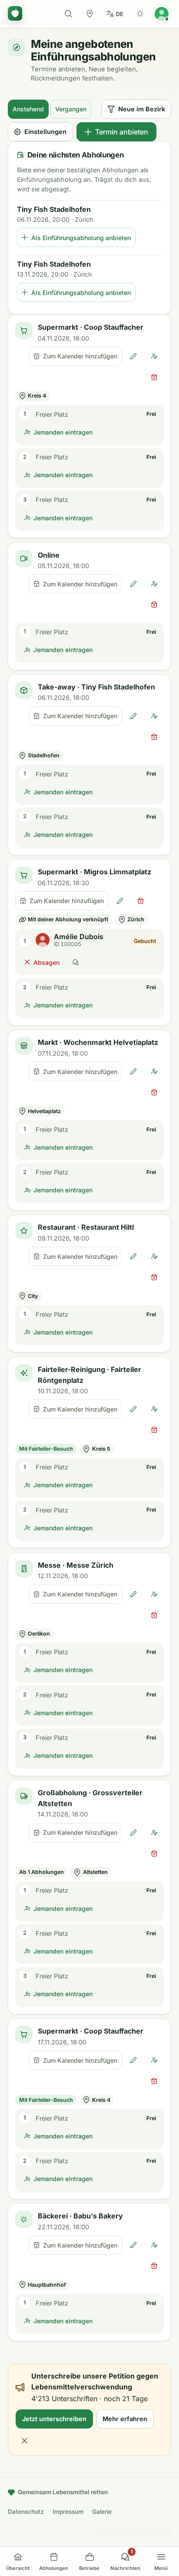 DE
Meine angebotenen
Einführungsabholungen
Termine anbieten, Neue begleiten,
Rückmeldungen festhalten.
Anstehend
Vergangen
Neue im Bezirk
Einstellungen
Termin anbieten
Deine nächsten Abholungen
Biete eine deiner bestätigten Abholungen als
Einführungsabholung an. Trägst du dich aus,
wird sie abgesagt.
Tiny Fish Stadelhofen
06.11.2026, 20:00 · Zürich
Als Einführungsabholung anbieten
Tiny Fish Stadelhofen
13.11.2026, 20:00 · Zürich
Als Einführungsabholung anbieten
Supermarkt · Coop Stauffacher
04.11.2026, 18:00
Zum Kalender hinzufügen
Kreis 4
1 Freier Platz Frei
Jemanden eintragen
2 Freier Platz Frei
Jemanden eintragen
3 Freier Platz Frei
Jemanden eintragen
Online
05.11.2026, 18:00
Zum Kalender hinzufügen
1 Freier Platz Frei
Jemanden eintragen
Take-away · Tiny Fish Stadelhofen
06.11.2026, 18:00
Zum Kalender hinzufügen
Stadelhofen
1 Freier Platz Frei
Jemanden eintragen
2 Freier Platz Frei
Jemanden eintragen
Supermarkt · Migros Limmatplatz
06.11.2026, 18:30
Zum Kalender hinzufügen
Mit deiner Abholung verknüpft
Zürich
1 Amélie Dubois Gebucht
ID 100005
Absagen
2 Freier Platz Frei
Jemanden eintragen
Markt · Wochenmarkt Helvetiaplatz
07.11.2026, 18:00
Zum Kalender hinzufügen
Helvetiaplatz
1 Freier Platz Frei
Jemanden eintragen
2 Freier Platz Frei
Jemanden eintragen
Restaurant · Restaurant Hiltl
09.11.2026, 18:00
Zum Kalender hinzufügen
City
1 Freier Platz Frei
Jemanden eintragen
Fairteiler-Reinigung · Fairteiler
Röntgenplatz
10.11.2026, 18:00
Zum Kalender hinzufügen
Mit Fairteiler-Besuch
Kreis 5
1 Freier Platz Frei
Jemanden eintragen
2 Freier Platz Frei
Jemanden eintragen
Messe · Messe Zürich
12.11.2026, 18:00
Zum Kalender hinzufügen
Oerlikon
1 Freier Platz Frei
Jemanden eintragen
2 Freier Platz Frei
Jemanden eintragen
3 Freier Platz Frei
Jemanden eintragen
Großabholung · Grossverteiler
Altstetten
14.11.2026, 18:00
Zum Kalender hinzufügen
Ab 1 Abholungen
Altstetten
1 Freier Platz Frei
Jemanden eintragen
2 Freier Platz Frei
Jemanden eintragen
3 Freier Platz Frei
Jemanden eintragen
Supermarkt · Coop Stauffacher
17.11.2026, 18:00
Zum Kalender hinzufügen
Mit Fairteiler-Besuch
Kreis 4
1 Freier Platz Frei
Jemanden eintragen
2 Freier Platz Frei
Jemanden eintragen
Bäckerei · Babu's Bakery
22.11.2026, 18:00
Zum Kalender hinzufügen
Hauptbahnhof
1 Freier Platz Frei
Jemanden eintragen
Unterschreibe unsere Petition gegen
Lebensmittelverschwendung
4'213 Unterschriften · noch 21 Tage
Jetzt unterschreiben
Mehr erfahren
Gemeinsam Lebensmittel retten
Datenschutz
Impressum
Galerie
1
Übersicht
Abholungen
Betriebe
Nachrichten
Menü